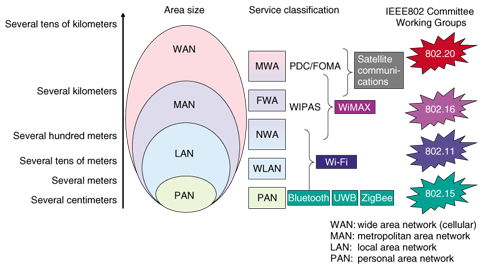 Area size
Service classification
IEEE802 Committee
Working Groups
Several tens of kilometers
WAN
MWA
PDC/FOMA
Satellite
communi-
cations
802.20
Several kilometers
MAN
FWA
WIPAS
WiMAX
802.16
Several hundred meters
NWA
LAN
Wi-Fi
802.11
Several tens of meters
WLAN
Several meters
PAN
PAN
Bluetooth
UWB
ZigBee
802.15
Several centimeters
WAN: wide area network (cellular)
MAN: metropolitan area network
LAN: local area network
PAN: personal area network